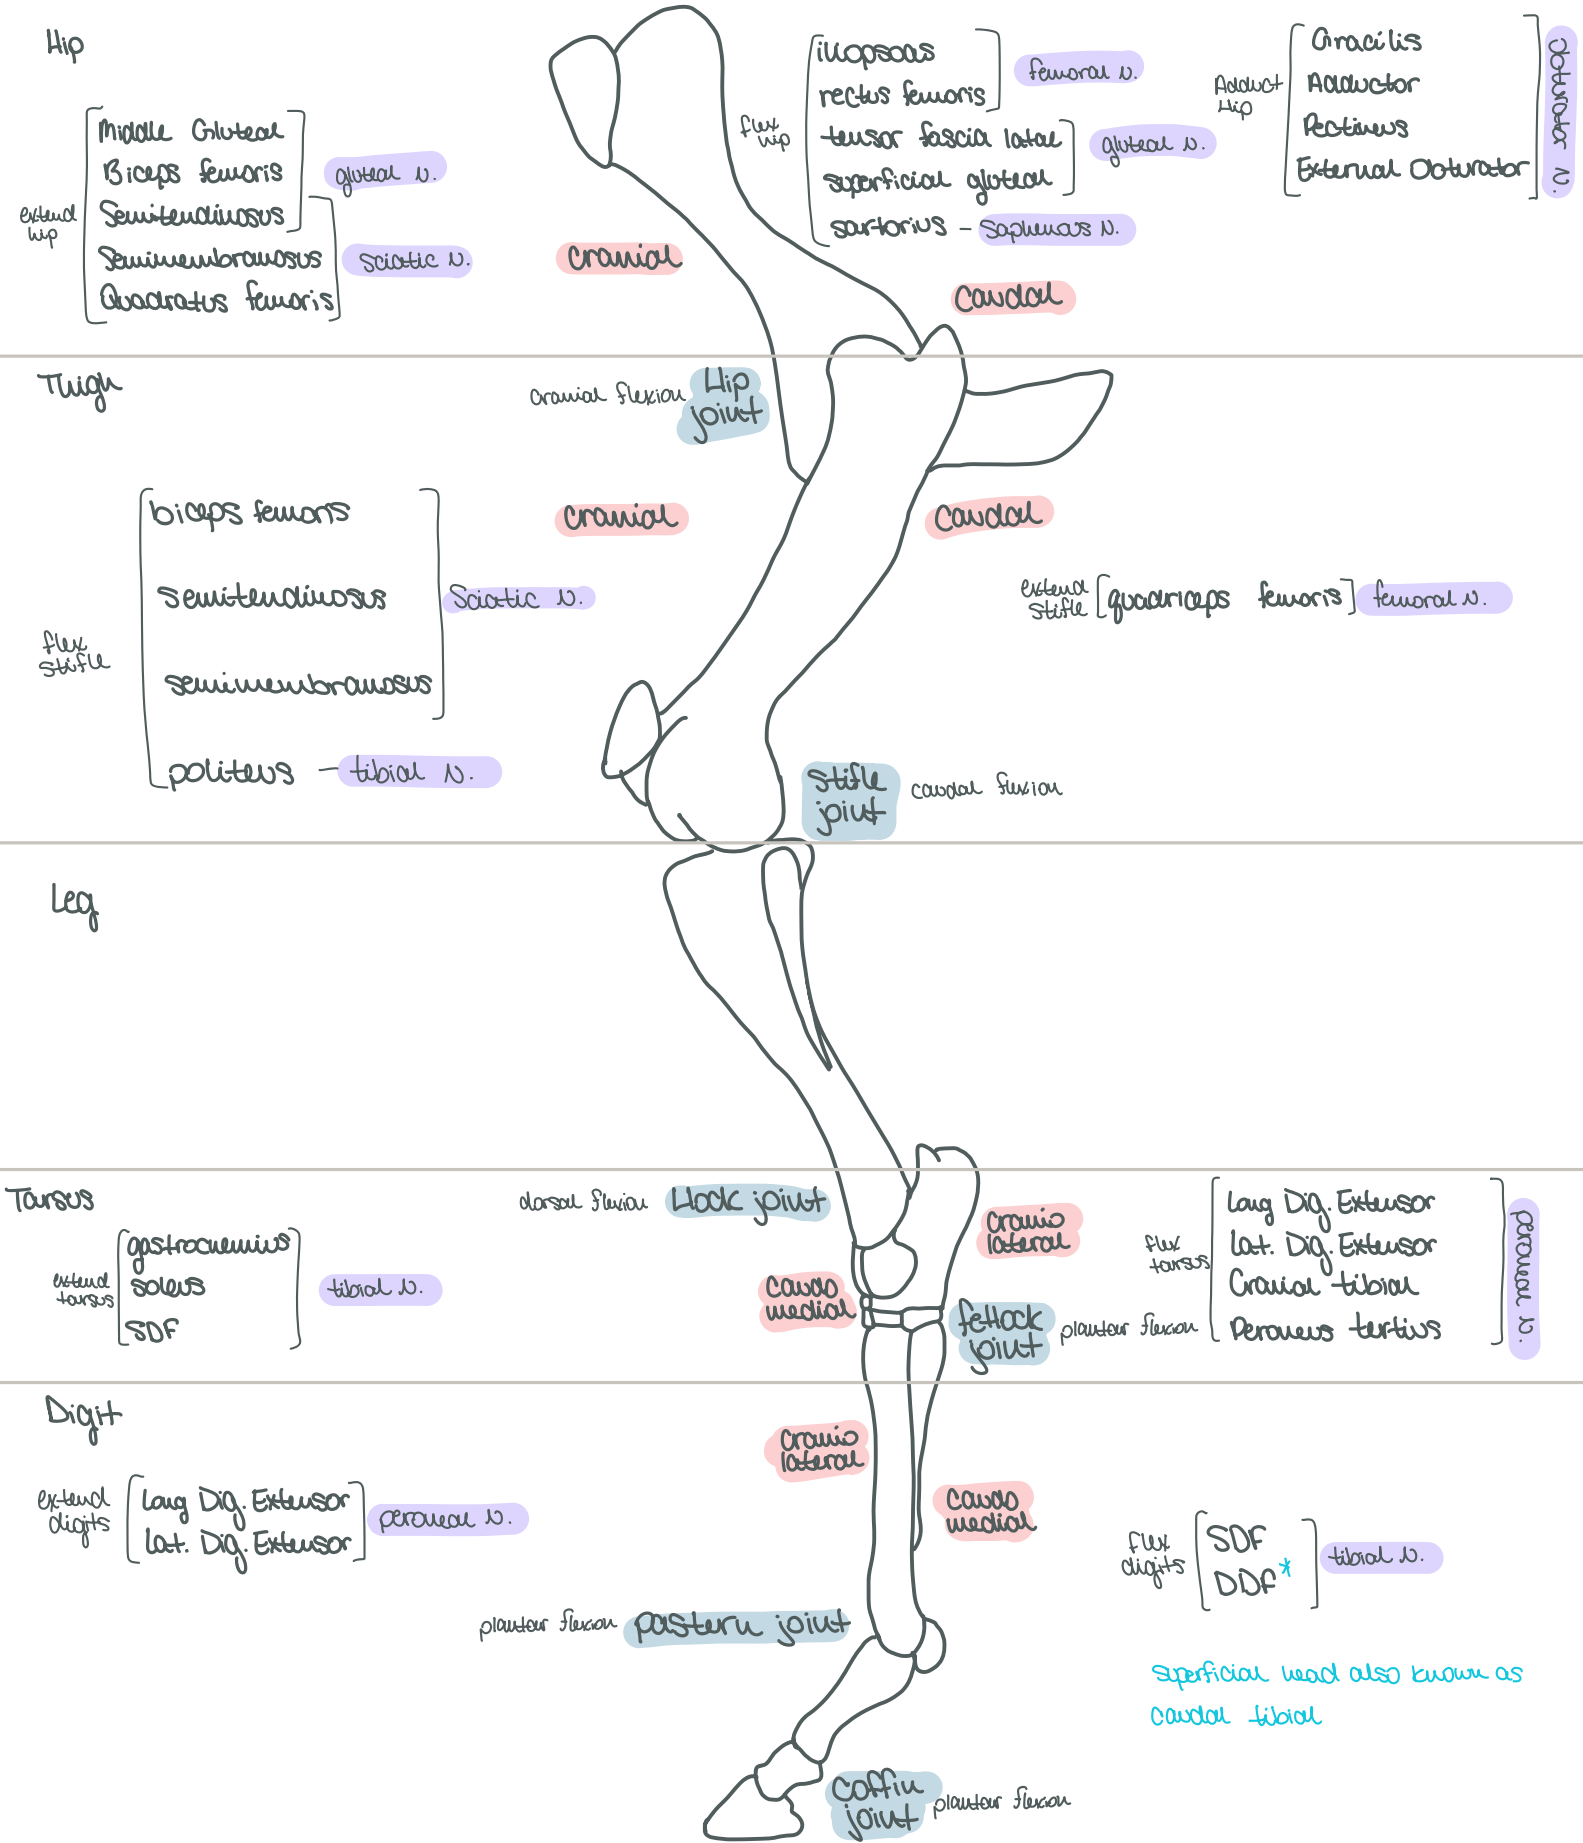 Hip
extend
hip
Middle Gluteal
Biceps femoris
Semitendinosus
Semimembranosus
Quadratus femoris
gluteal N.
sciatic N.
cranial
flex
hip
iliopsoas
rectus femoris
tensor fascia latae
superficial gluteal
sartorius - Saphenous N.
femoral N.
gluteal N.
caudal
Adduct
Hip
Gracilis
Adductor
Pectineus
External Obturator
Obturator N.
Thigh
cranial flexion
Hip
joint
flex
stifle
biceps femoris
semitendinosus
semimembranosus
politeus - tibial N.
Sciatic N.
cranial
caudal
extend
stifle
quadriceps femoris
femoral N.
stifle
joint
caudal flexion
Leg
Tarsus
extend
tarsus
gastrocnemius
soleus
SDF
tibial N.
dorsal flexion
Hock joint
caudo
medial
cranio
lateral
fetlock
joint
plantar flexion
flex
tarsus
Long Dig. Extensor
Lat. Dig. Extensor
Cranial tibial
Peroneus tertius
peroneal N.
Digit
extend
digits
Long Dig. Extensor
Lat. Dig. Extensor
peroneal N.
cranio
lateral
caudo
medial
flex
digits
SDF
DDF*
tibial N.
plantar flexion
pastern joint
superficial head also known as
caudal tibial
Coffin
joint
plantar flexion